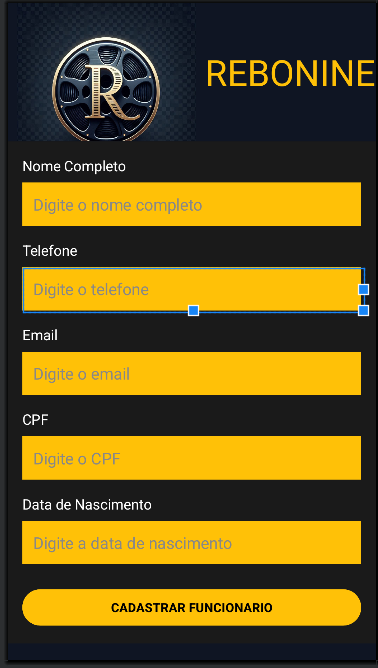 R
REBONINE
Nome Completo
Digite o nome completo
Telefone
Digite o telefone
Email
Digite o email
CPF
Digite o CPF
Data de Nascimento
Digite a data de nascimento
CADASTRAR FUNCIONARIO